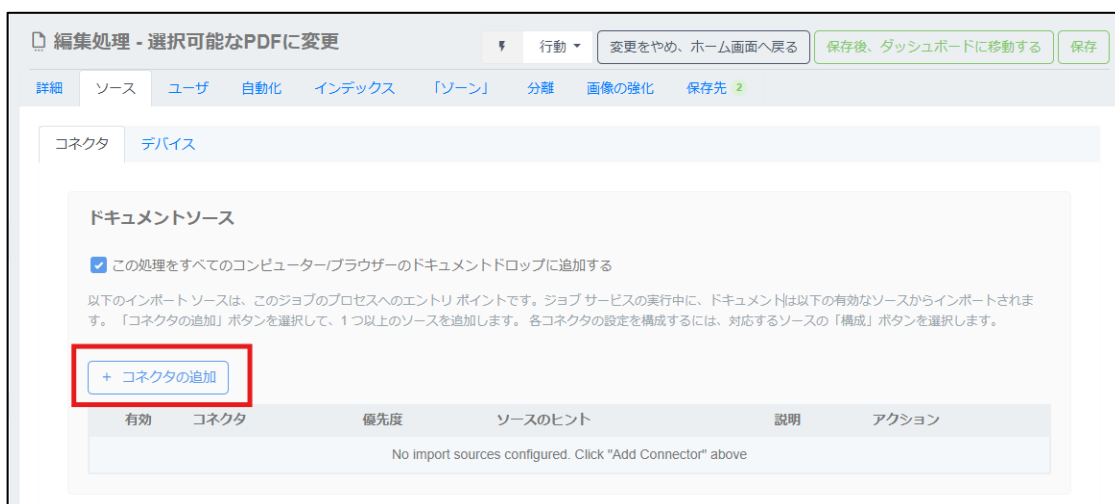 編集処理 - 選択可能なPDFに変更
行動
変更をやめ、ホーム画面へ戻る
保存後、ダッシュボードに移動する
保存
詳細 ソース ユーザ 自動化 インデックス 「ゾーン」 分離 画像の強化 保存先 2
コネクタ デバイス
ドキュメントソース
この処理をすべてのコンピューター/ブラウザーのドキュメントドロップに追加する
以下のインポート ソースは、このジョブのプロセスへのエントリ ポイントです。ジョブ サービスの実行中に、ドキュメントは以下の有効なソースからインポートされま
す。 「コネクタの追加」ボタンを選択して、1 つ以上のソースを追加します。 各コネクタの設定を構成するには、対応するソースの「構成」ボタンを選択します。
+ コネクタの追加
有効 コネクタ 優先度 ソースのヒント 説明 アクション
No import sources configured. Click "Add Connector" above